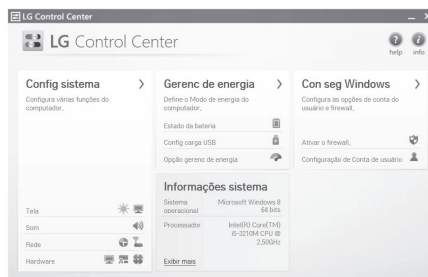 LG Control Center
LG Control Center
help
info
Config sistema
Configura várias funções do
computador.
Tela
Som
Rede
Hardware
Gerenc de energia
Define o Modo de energia do
computador.
Estado da bateria
Config carga USB
Opção gerenc de energia
Informações sistema
Sistema
operacional
Microsoft Windows 8
64 bits
Processador
Intel(R) Core(TM)
i5-3210M CPU @
2.50GHz
Exibir mais
Con seg Windows
Configura as opções de conta do
usuário e firewall.
Ativar o firewall.
Configuração de Conta de usuário